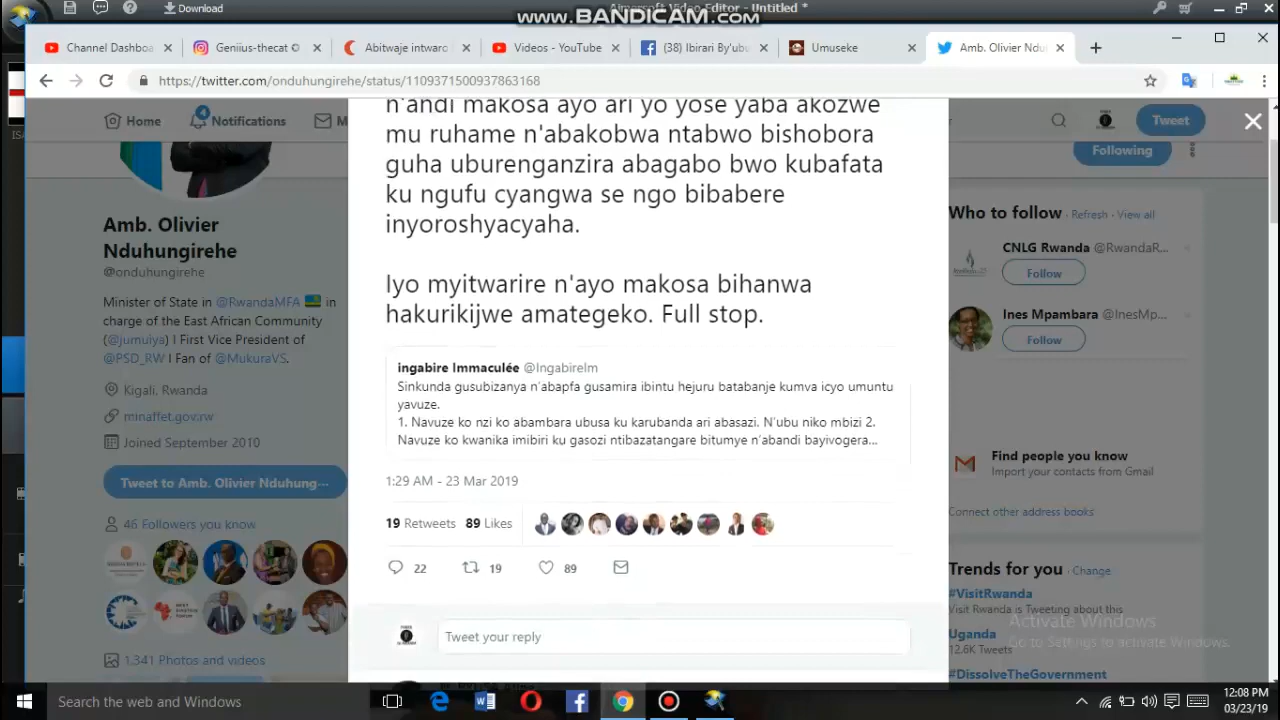 Aimersoft Video Editor - Untitled *
www.BANDICAM.com
Download
Channel Dashboa
Geniius-thecat
Abitwaje intwaro
Videos - YouTube
(38) Ibirari By'ub
Umuseke
Amb. Olivier Ndu
https://twitter.com/onduhungirehe/status/1109371500937863168
Home
4
Notifications
M
Tweet
Following
n'andi makosa ayo ari yo yose yaba akozwe
mu ruhame n'abakobwa ntabwo bishobora
guha uburenganzira abagabo bwo kubafata
ku ngufu cyangwa se ngo bibabere
inyoroshyacyaha.
Iyo myitwarire n'ayo makosa bihanwa
hakurikijwe amategeko. Full stop.
ingabire Immaculée @IngabireIm
Sinkunda gusubizanya n'abapfa gusamira ibintu hejuru batabanje kumva icyo umuntu
yavuze.
1. Navuze ko nzi ko abambara ubusa ku karubanda ari abasazi. N'ubu niko mbizi 2.
Navuze ko kwanika imibiri ku gasozi ntibazatangare bitumye n'abandi bayivogera...
1:29 AM - 23 Mar 2019
19 Retweets 89 Likes
22 19 89
Tweet your reply
Amb. Olivier
Nduhungirehe
@onduhungirehe
Minister of State in @RwandaMFA in
charge of the East African Community
(@jumuiya) I First Vice President of
@PSD_RW I Fan of @MukuraVS.
Kigali, Rwanda
minaffet.gov.rw
Joined September 2010
Tweet to Amb. Olivier Nduhung...
46 Followers you know
1,341 Photos and videos
Who to follow · Refresh · View all
CNLG Rwanda @RwandaR...
Follow
Ines Mpambara @InesMp...
Follow
Find people you know
Import your contacts from Gmail
Connect other address books
Trends for you · Change
#VisitRwanda
Visit Rwanda is Tweeting about this
Uganda
12.6K Tweets
#DissolveTheGovernment
Activate Windows
Go to Settings to activate Windows.
Search the web and Windows
12:08 PM
03/23/19